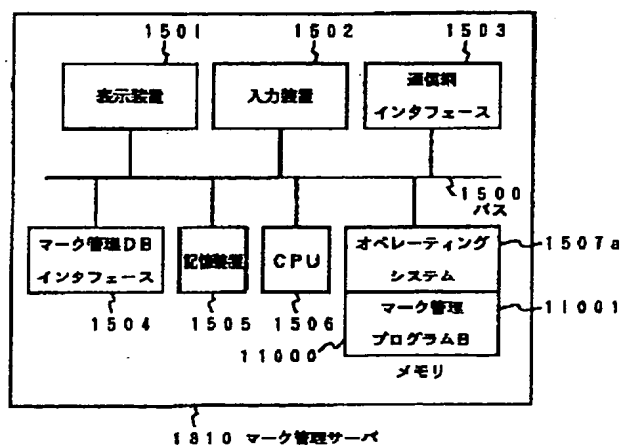 1501
1502
1503
表示装置
入力装置
通信網
インタフェース
1500
バス
マーク管理DB
インタフェース
記憶装置
CPU
オペレーティング
システム
1507a
マーク管理
プログラムB
11001
1504
1505
1506
11000
メモリ
1810 マーク管理サーバ